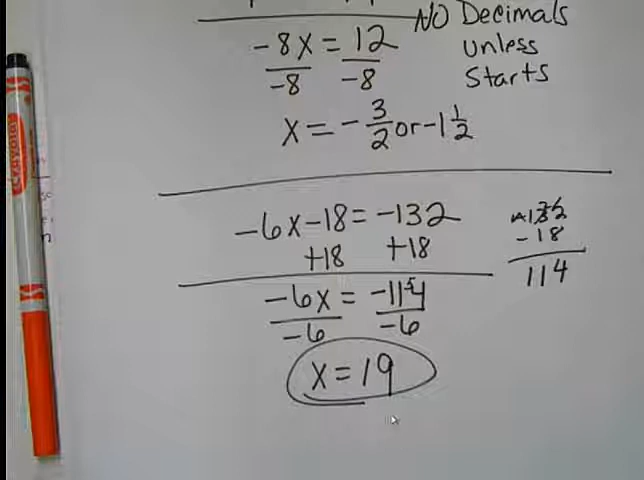 NO Decimals
unless
Starts
-8x = 12
-8 -8
x = - 3/2 or -1 1/2
-6x - 18 = -132
+18 +18
-6x = -114
-6 -6
x = 19
132
- 18
114
Crayola